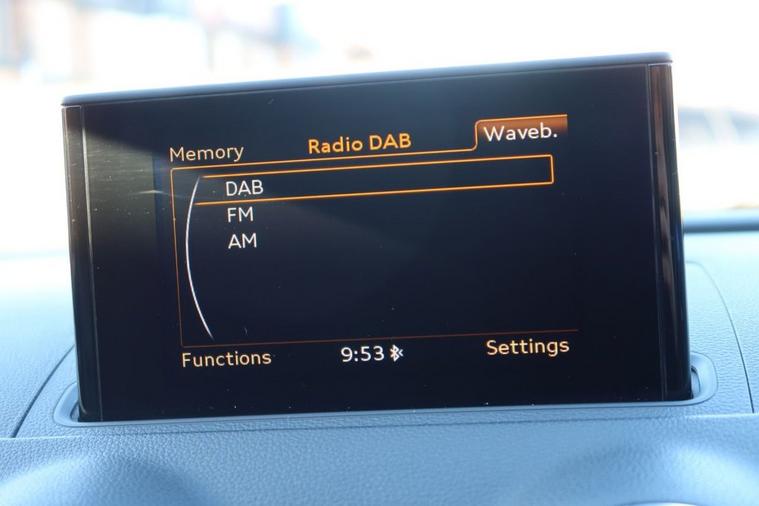 Memory
Radio DAB
Waveb.
DAB
FM
AM
Functions
9:53
Settings